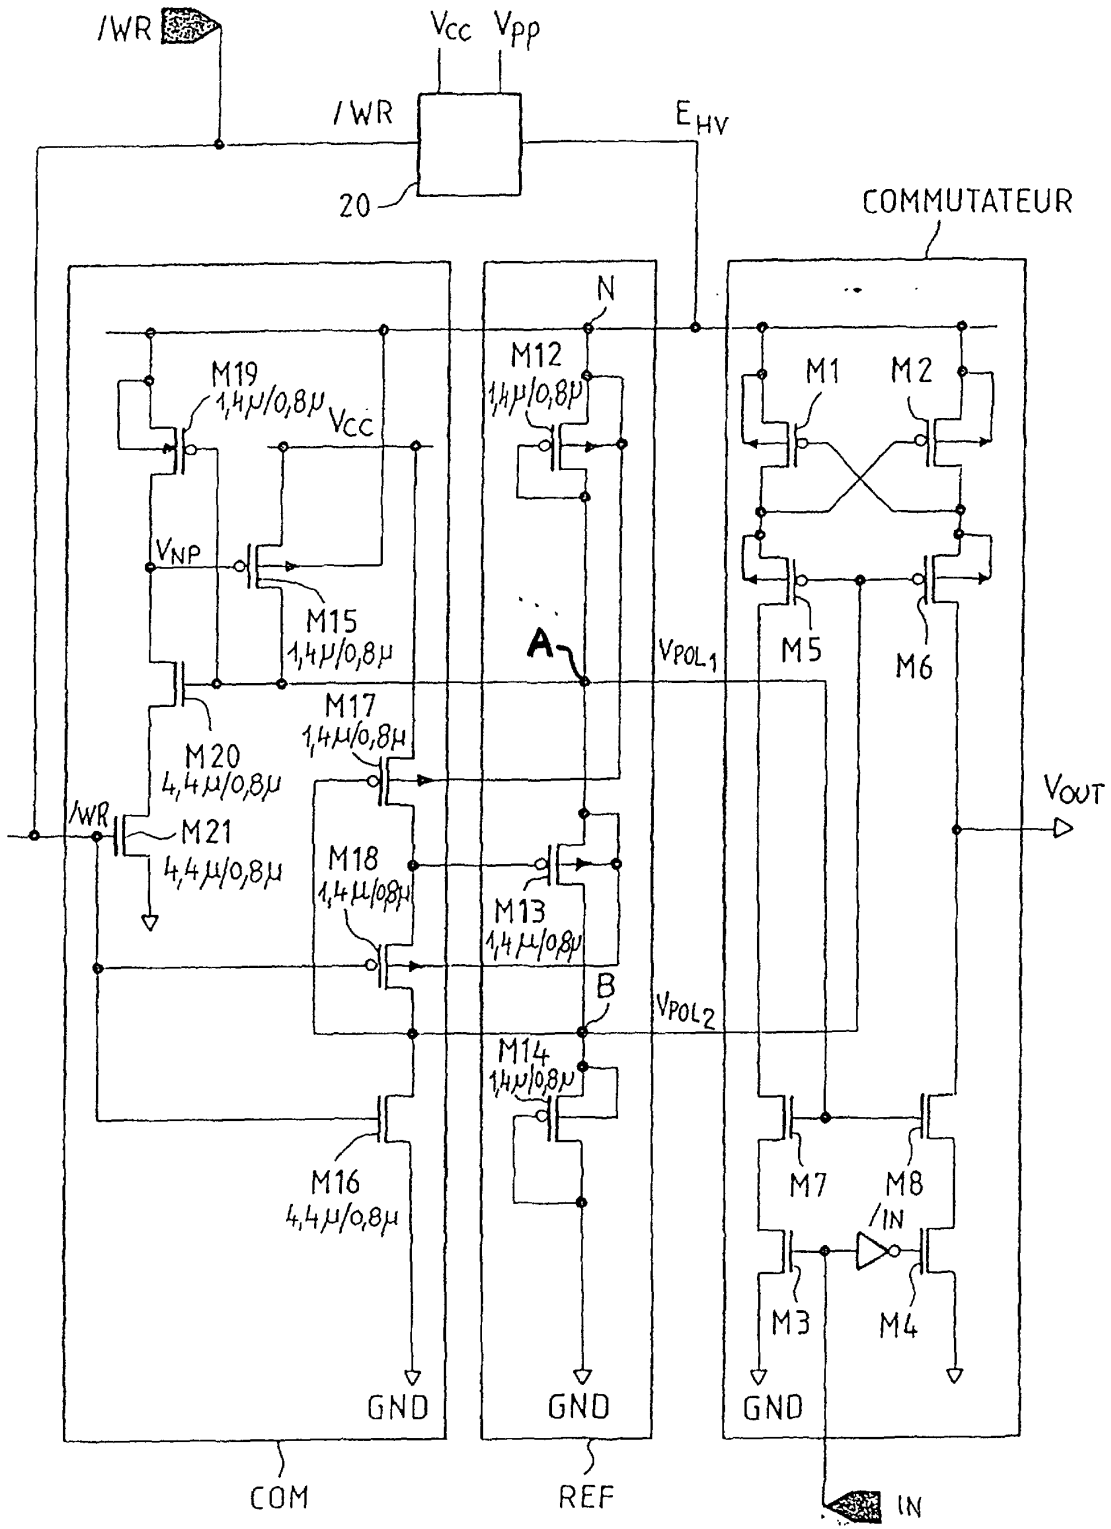 /WR
Vcc Vpp
/WR
EHV
20
COMMUTATEUR
N
M19
1,4µ/0,8µ
M12
1,4µ/0,8µ
M1
M2
Vcc
VNP
M15
1,4µ/0,8µ
A
VPOL1
M5
M6
M17
1,4µ/0,8µ
M20
4,4µ/0,8µ
/WR
M21
4,4µ/0,8µ
VOUT
M18
1,4µ/0,8µ
M13
1,4µ/0,8µ
B
VPOL2
M14
1,4µ/0,8µ
M16
4,4µ/0,8µ
M7
M8
/IN
M3
M4
GND
GND
GND
COM
REF
IN